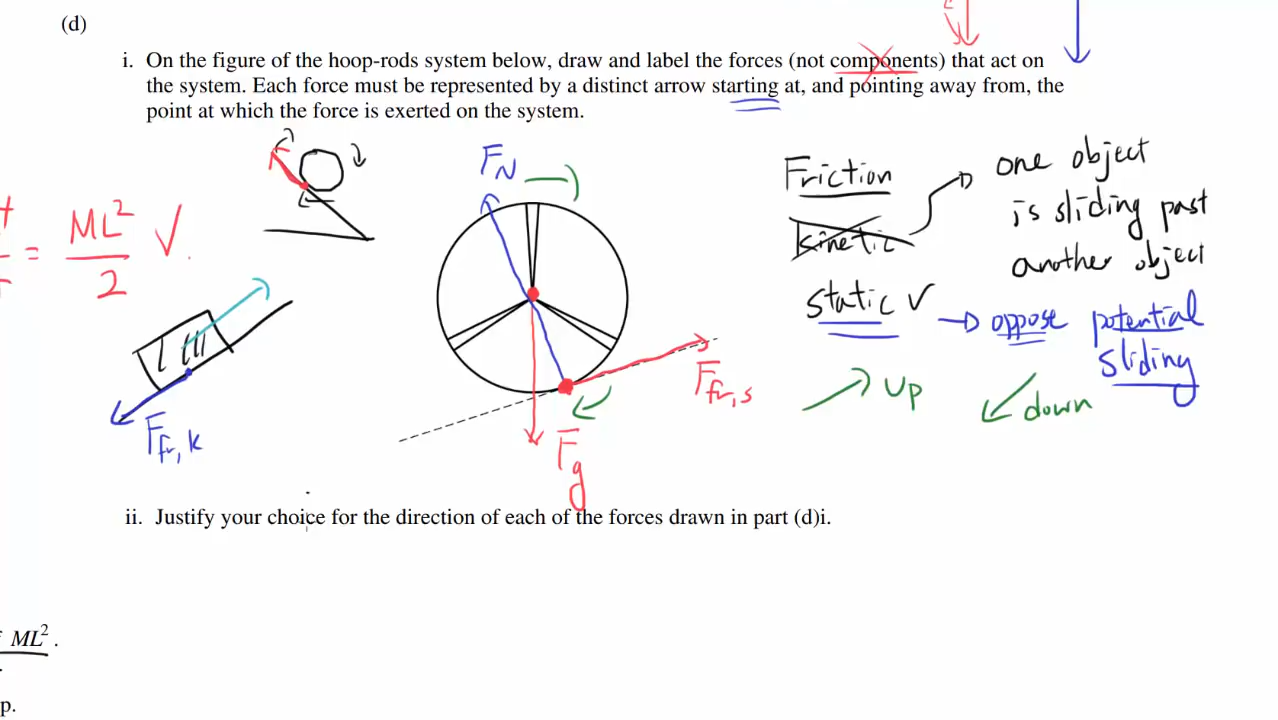 (d)
i. On the figure of the hoop-rods system below, draw and label the forces (not components) that act on
the system. Each force must be represented by a distinct arrow starting at, and pointing away from, the
point at which the force is exerted on the system.
F_N
Friction
one object
is sliding past
another object
kinetic
static √
oppose potential
sliding
up
down
= ML² / 2 √
F_fr,k
F_fr,s
F_g
ii. Justify your choice for the direction of each of the forces drawn in part (d)i.
ML².
p.